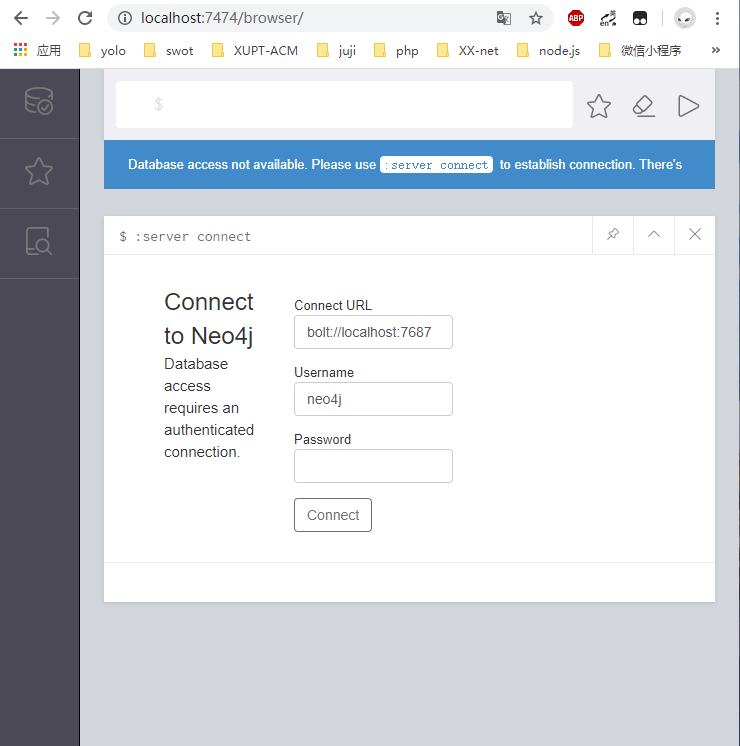 localhost:7474/browser/
ABP
en
应用 yolo swot XUPT-ACM juji php XX-net node.js 微信小程序 »
$
Database access not available. Please use :server connect to establish connection. There's
$ :server connect
Connect
to Neo4j
Database
access
requires an
authenticated
connection.
Connect URL
bolt://localhost:7687
Username
neo4j
Password
Connect